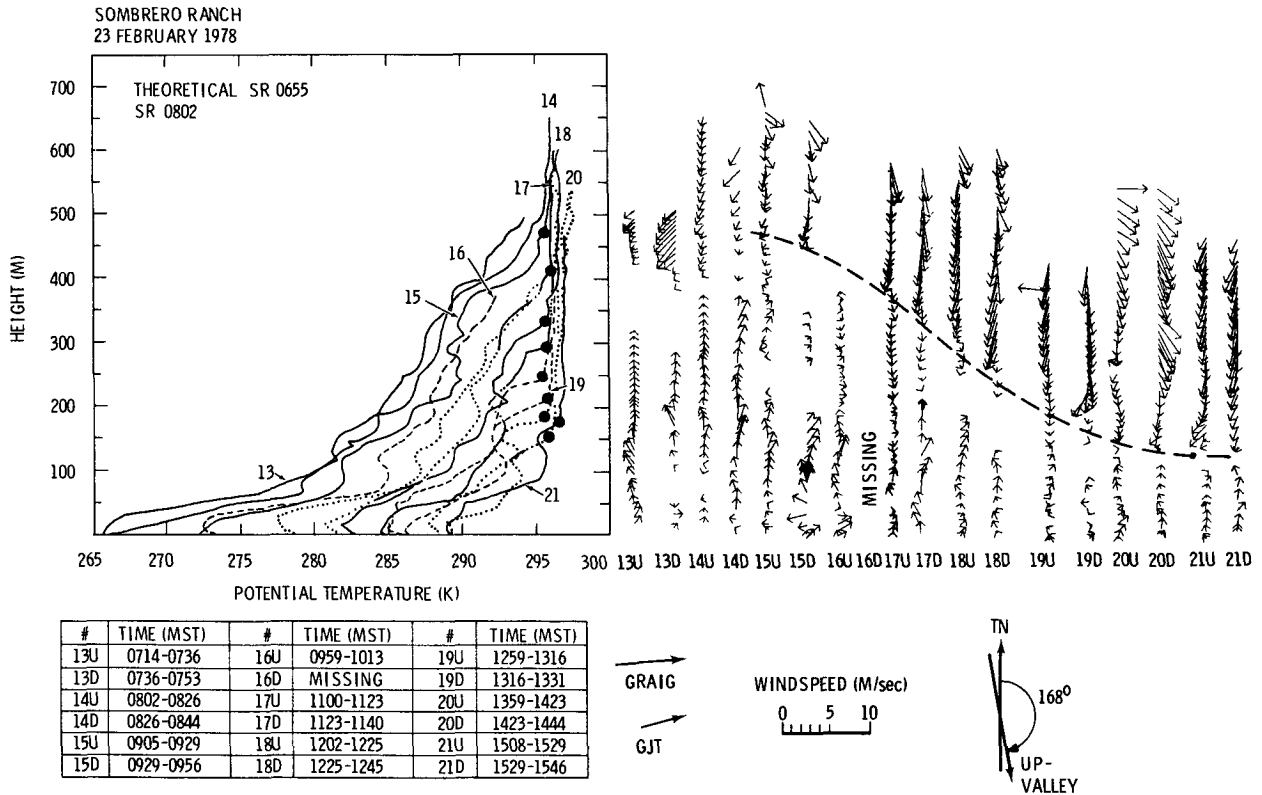 SOMBRERO RANCH
23 FEBRUARY 1978
THEORETICAL SR 0655
SR 0802
HEIGHT (M)
700
600
500
400
300
200
100
14
18
17
20
16
15
19
13
21
265
270
275
280
285
290
295
300
POTENTIAL TEMPERATURE (K)
MISSING
13U 13D 14U 14D 15U 15D 16U 16D 17U 17D 18U 18D 19U 19D 20U 20D 21U 21D
# TIME (MST) # TIME (MST) # TIME (MST)
13U 0714-0736 16U 0959-1013 19U 1259-1316
13D 0736-0753 16D MISSING 19D 1316-1331
14U 0802-0826 17U 1100-1123 20U 1359-1423
14D 0826-0844 17D 1123-1140 20D 1423-1444
15U 0905-0929 18U 1202-1225 21U 1508-1529
15D 0929-0956 18D 1225-1245 21D 1529-1546
GRAIG
GJT
WINDSPEED (M/sec)
0 5 10
TN
168°
UP-
VALLEY